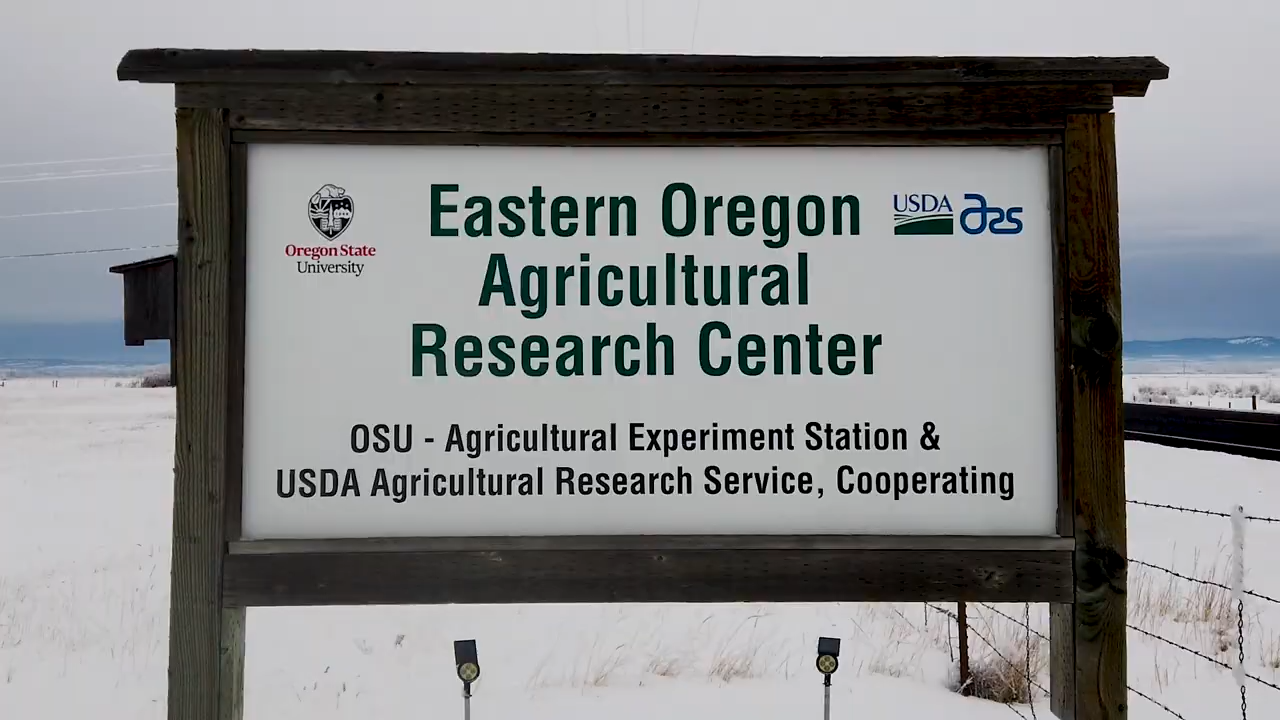 Oregon State
University
Eastern Oregon
Agricultural
Research Center
USDA ars
OSU - Agricultural Experiment Station &
USDA Agricultural Research Service, Cooperating